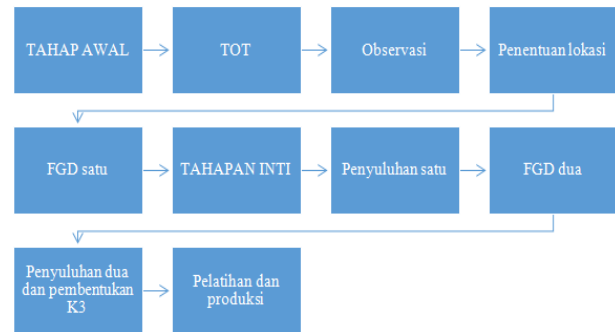 TAHAP AWAL
TOT
Observasi
Penentuan lokasi
FGD satu
TAHAPAN INTI
Penyuluhan satu
FGD dua
Penyuluhan dua
dan pembentukan
K3
Pelatihan dan
produksi